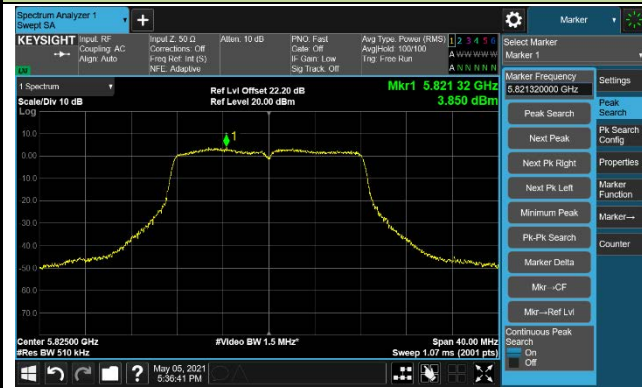 Spectrum Analyzer 1
Swept SA
KEYSIGHT
Input: RF
Coupling: AC
Align: Auto
Input Z: 50 Ω
Corrections: Off
Freq Ref: Int (S)
NFE: Adaptive
Atten: 10 dB
PNO: Fast
Gate: Off
IF Gain: Low
Sig Track: Off
Avg Type: Power (RMS)
Avg|Hold: 100/100
Trig: Free Run
1 2 3 4 5 6
A W W W W W
A N N N N N
1 Spectrum
Scale/Div 10 dB
Ref Lvl Offset 22.20 dB
Ref Level 20.00 dBm
Mkr1 5.821 32 GHz
3.850 dBm
Log
10.0
0.00
-10.0
-20.0
-30.0
-40.0
-50.0
-60.0
-70.0
1
Center 5.82500 GHz
#Res BW 510 kHz
#Video BW 1.5 MHz*
Span 40.00 MHz
Sweep 1.07 ms (2001 pts)
May 05, 2021
5:36:41 PM
?
Marker
Select Marker
Marker 1
Marker Frequency
5.821320000 GHz
Peak Search
Next Peak
Next Pk Right
Next Pk Left
Minimum Peak
Pk-Pk Search
Marker Delta
Mkr→CF
Mkr→Ref Lvl
Continuous Peak
Search
On
Off
Settings
Peak
Search
Pk Search
Config
Properties
Marker
Function
Marker→
Counter